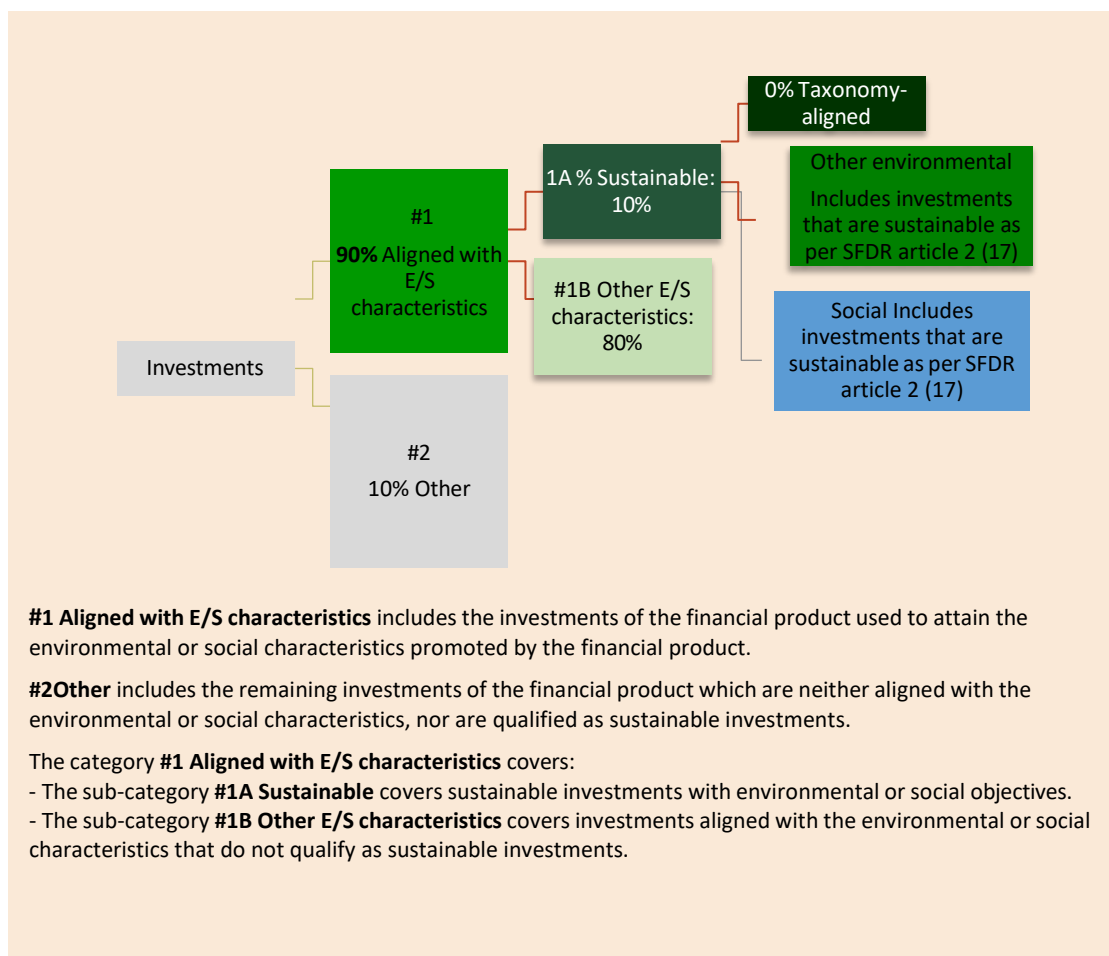 0% Taxonomy-
aligned
Other environmental
Includes investments
that are sustainable as
per SFDR article 2 (17)
1A % Sustainable:
10%
#1
90% Aligned with
E/S
characteristics
#1B Other E/S
characteristics:
80%
Social Includes
investments that are
sustainable as per SFDR
article 2 (17)
Investments
#2
10% Other
#1 Aligned with E/S characteristics includes the investments of the financial product used to attain the
environmental or social characteristics promoted by the financial product.
#2Other includes the remaining investments of the financial product which are neither aligned with the
environmental or social characteristics, nor are qualified as sustainable investments.
The category #1 Aligned with E/S characteristics covers:
- The sub-category #1A Sustainable covers sustainable investments with environmental or social objectives.
- The sub-category #1B Other E/S characteristics covers investments aligned with the environmental or social
characteristics that do not qualify as sustainable investments.